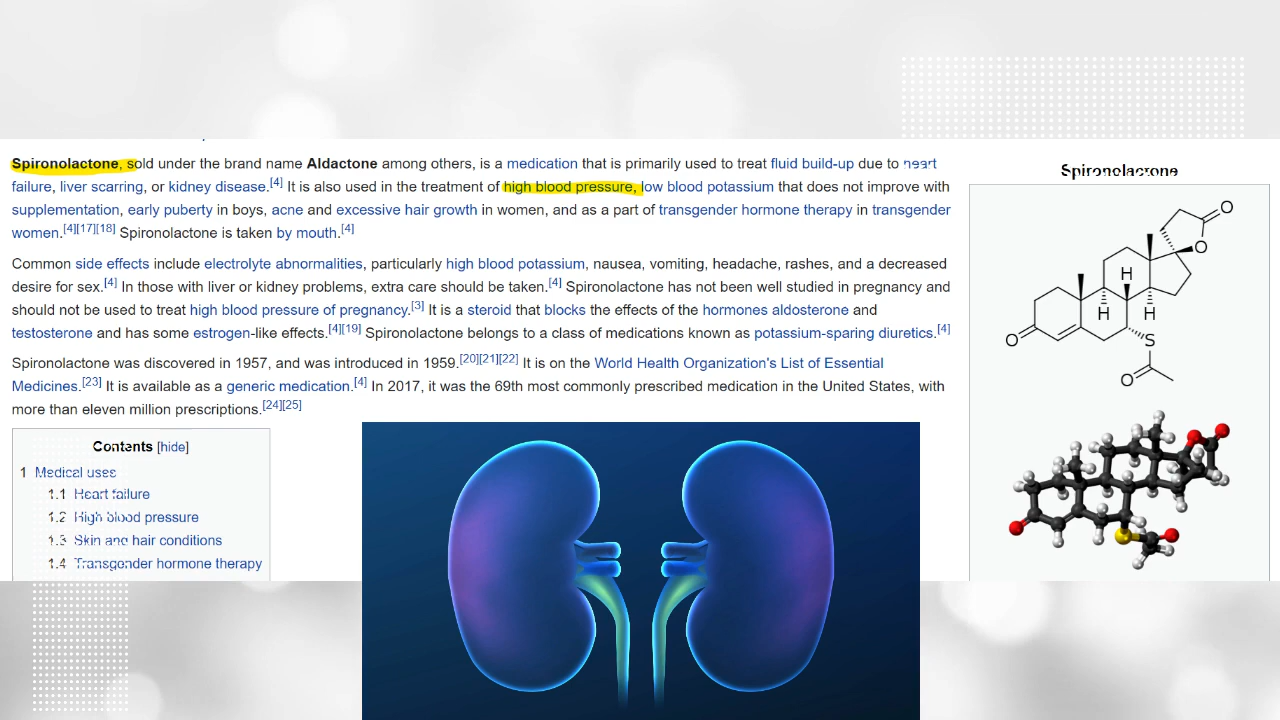 Spironolactone, sold under the brand name Aldactone among others, is a medication that is primarily used to treat fluid build-up due to heart
failure, liver scarring, or kidney disease.[4] It is also used in the treatment of high blood pressure, low blood potassium that does not improve with
supplementation, early puberty in boys, acne and excessive hair growth in women, and as a part of transgender hormone therapy in transgender
women.[4][17][18] Spironolactone is taken by mouth.[4]
Common side effects include electrolyte abnormalities, particularly high blood potassium, nausea, vomiting, headache, rashes, and a decreased
desire for sex.[4] In those with liver or kidney problems, extra care should be taken.[4] Spironolactone has not been well studied in pregnancy and
should not be used to treat high blood pressure of pregnancy.[3] It is a steroid that blocks the effects of the hormones aldosterone and
testosterone and has some estrogen-like effects.[4][19] Spironolactone belongs to a class of medications known as potassium-sparing diuretics.[4]
Spironolactone was discovered in 1957, and was introduced in 1959.[20][21][22] It is on the World Health Organization's List of Essential
Medicines.[23] It is available as a generic medication.[4] In 2017, it was the 69th most commonly prescribed medication in the United States, with
more than eleven million prescriptions.[24][25]
Contents [hide]
1 Medical uses
1.1 Heart failure
1.2 High blood pressure
1.3 Skin and hair conditions
1.4 Transgender hormone therapy
Spironolactone
O
O
H
H
H
O
S
O